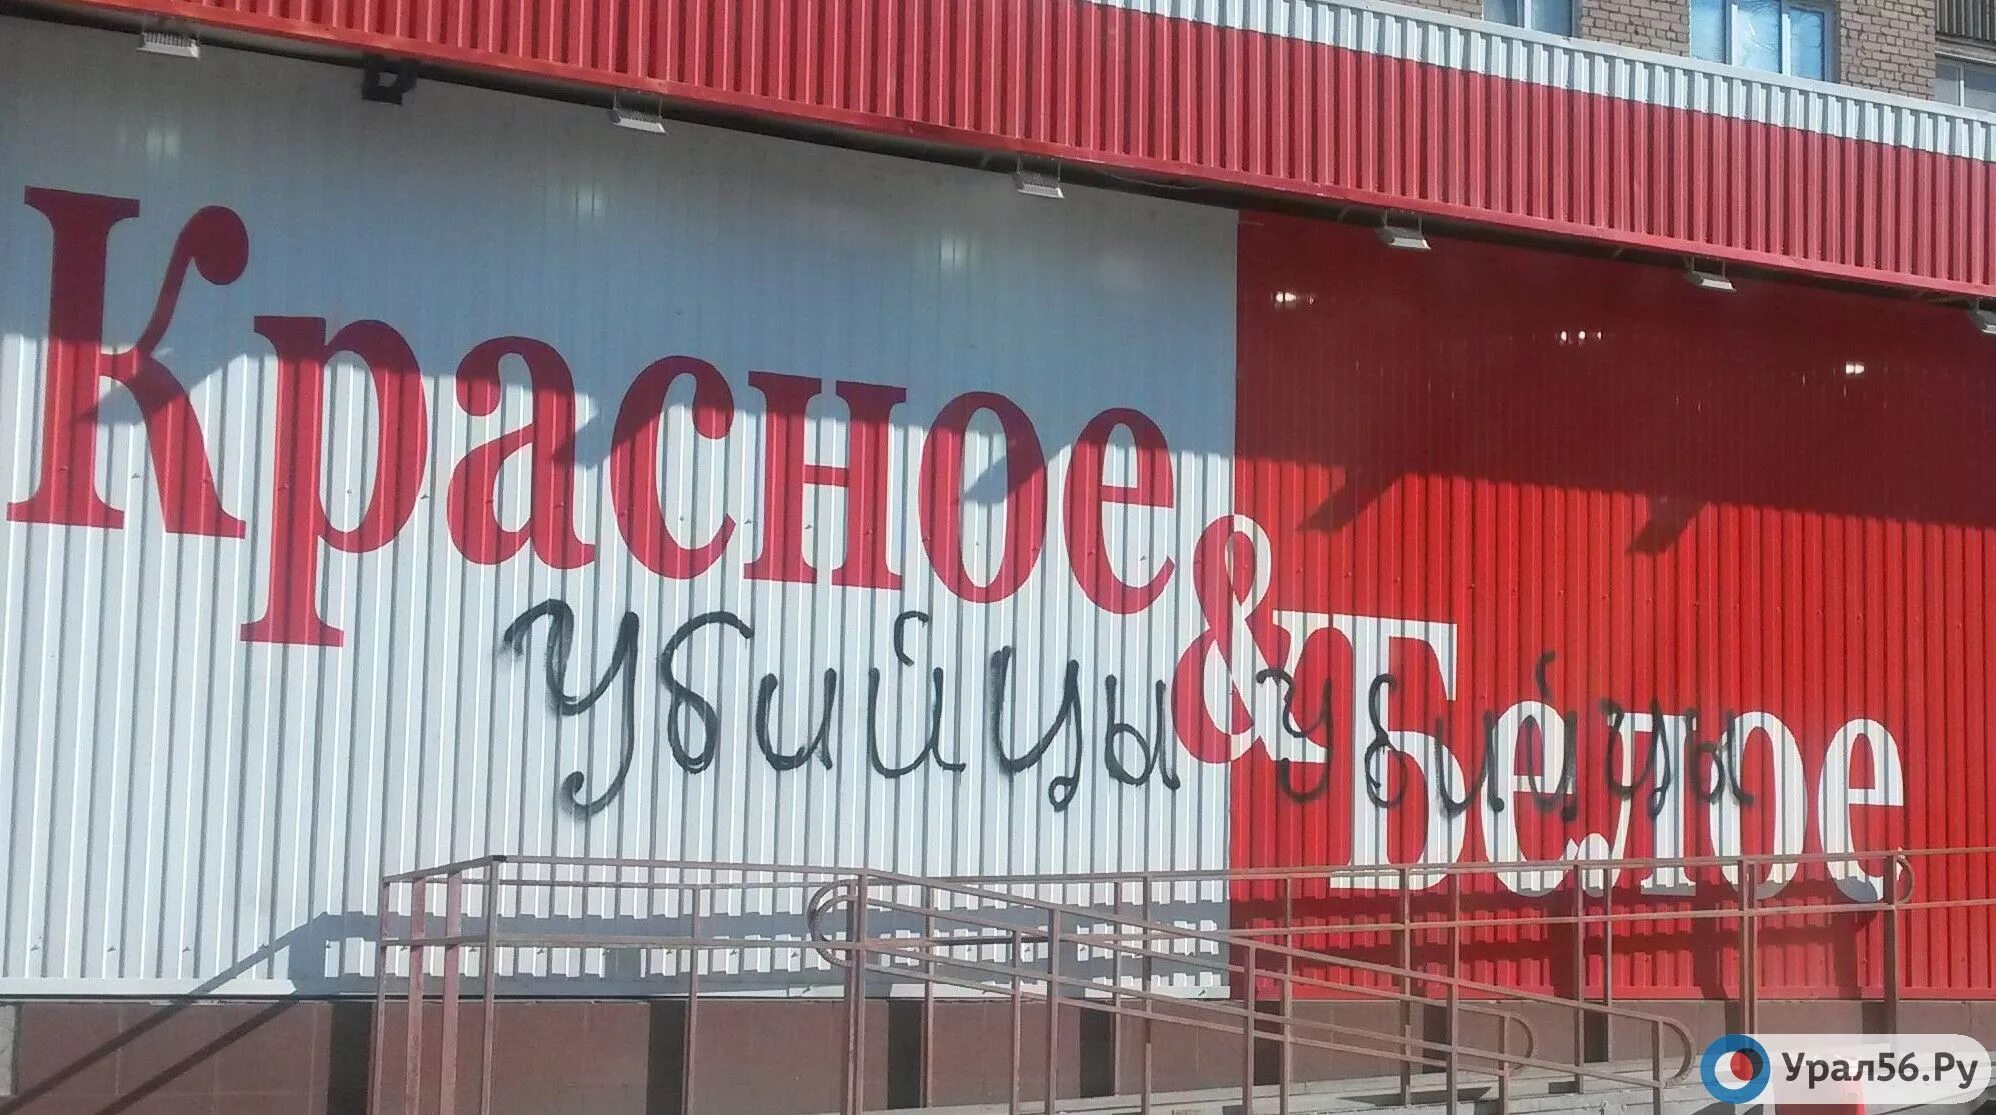 Красное
&
Белое
убийцы убийцы
Урал56.Ру